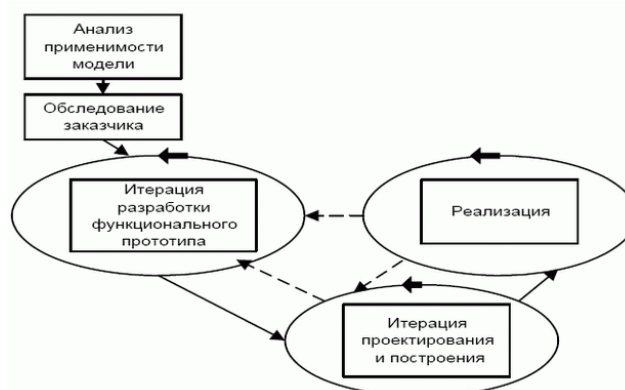 Анализ
применимости
модели
Обследование
заказчика
Итерация
разработки
функционального
прототипа
Реализация
Итерация
проектирования
и построения